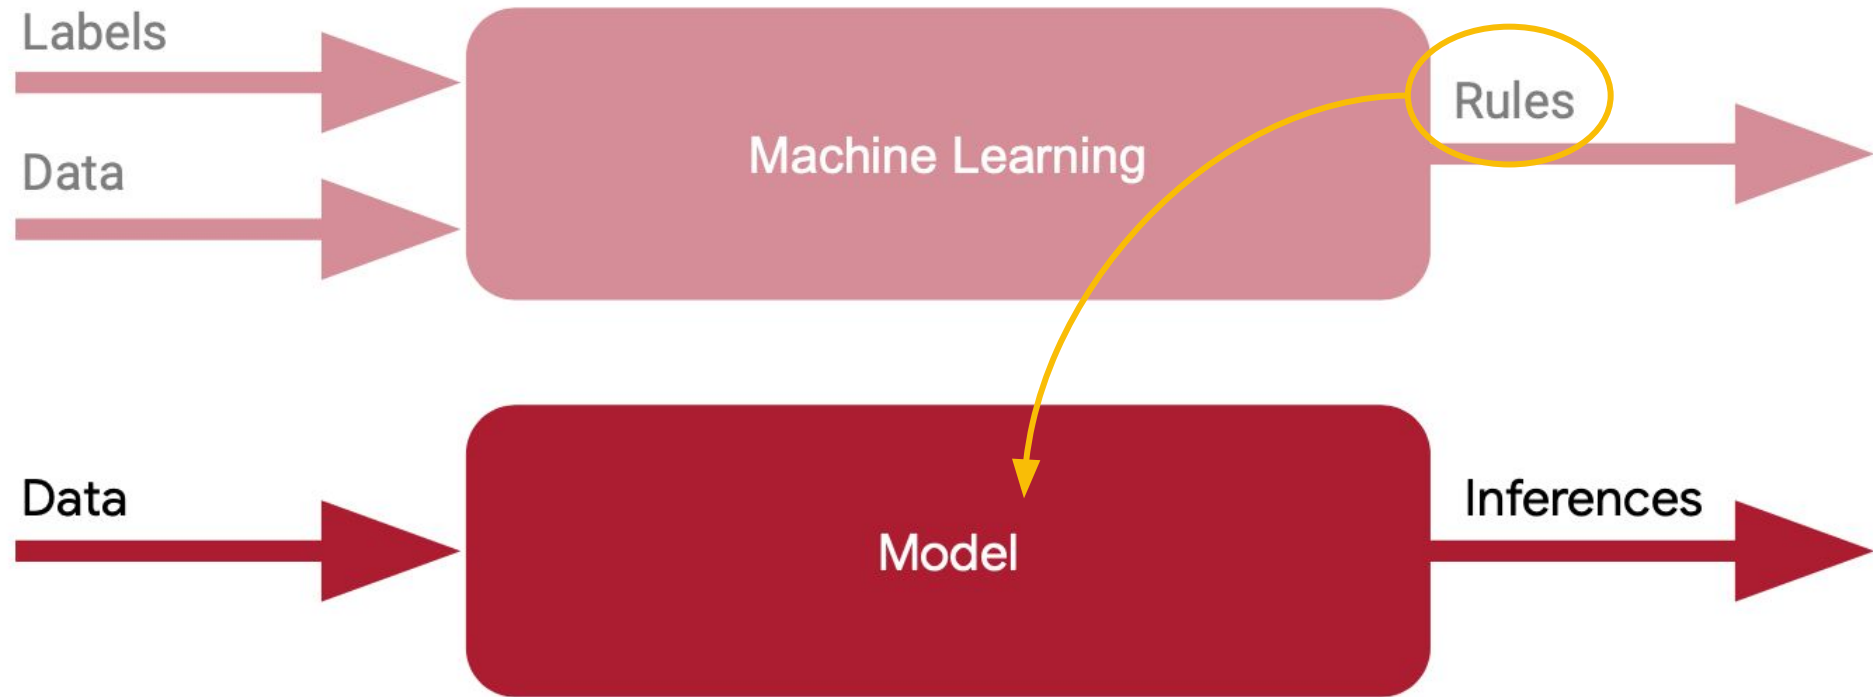 Labels
Data
Machine Learning
Rules
Data
Model
Inferences